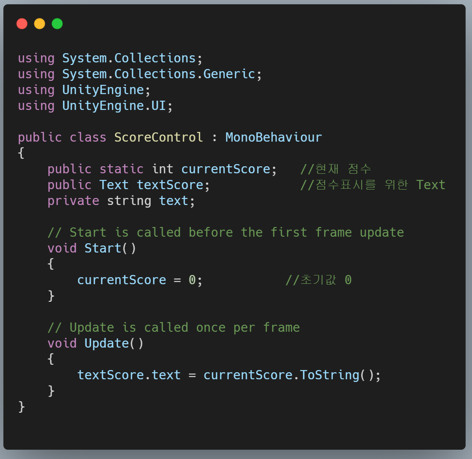 using System.Collections;
using System.Collections.Generic;
using UnityEngine;
using UnityEngine.UI;
public class ScoreControl : MonoBehaviour
{
    public static int currentScore;   //현재 점수
    public Text textScore;            //점수표시를 위한 Text
    private string text;
    // Start is called before the first frame update
    void Start()
    {
        currentScore = 0;           //초기값 0
    }
    // Update is called once per frame
    void Update()
    {
        textScore.text = currentScore.ToString();
    }
}